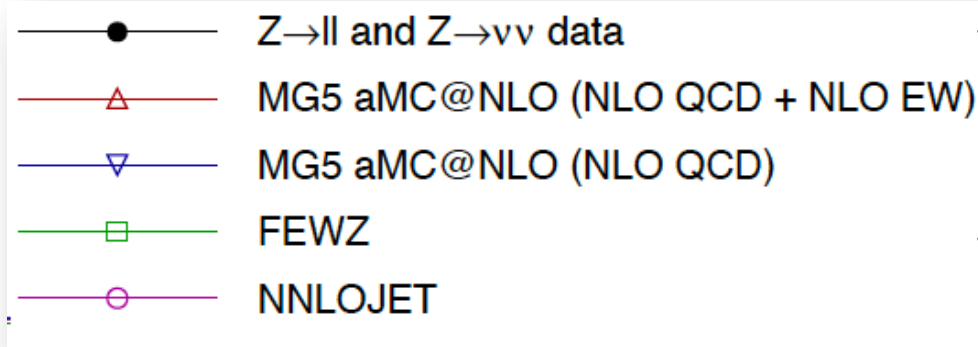 Z→ll and Z→νν data
MG5 aMC@NLO (NLO QCD + NLO EW)
MG5 aMC@NLO (NLO QCD)
FEWZ
NNLOJET